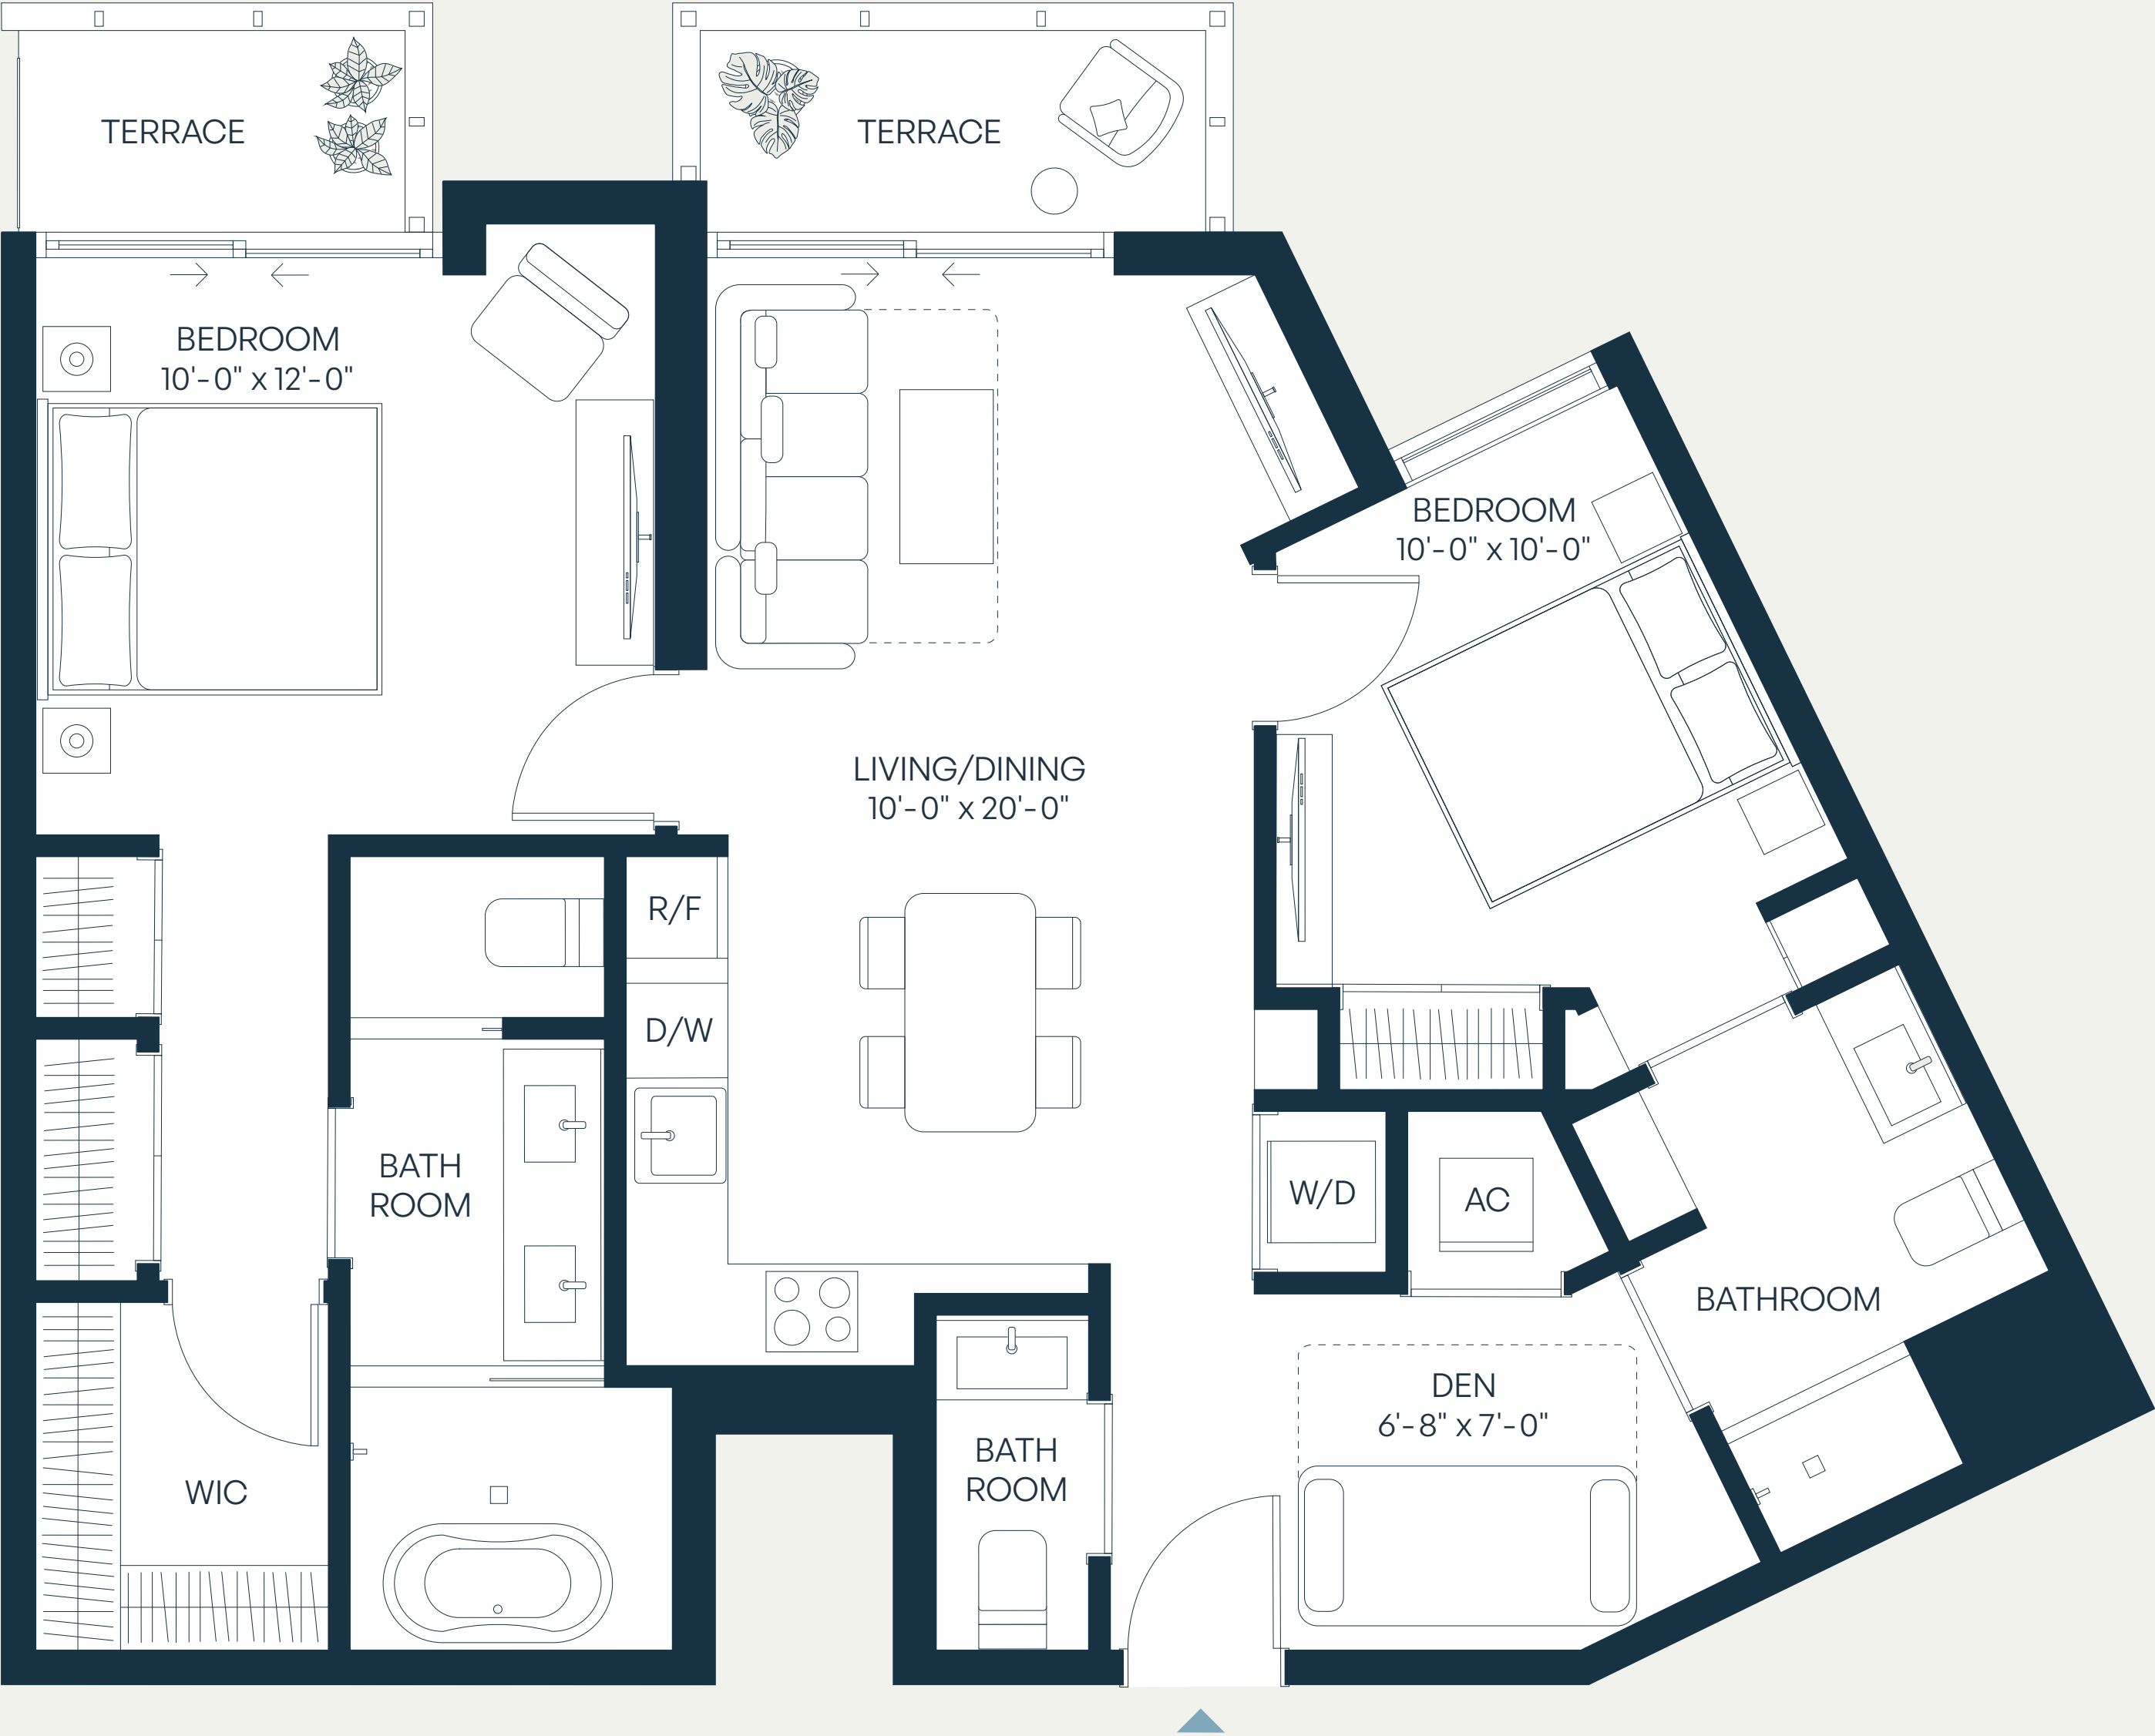 TERRACE
TERRACE
BEDROOM
10'-0" x 12'-0"
BEDROOM
10'-0" x 10'-0"
LIVING/DINING
10'-0" x 20'-0"
R/F
D/W
BATH
ROOM
W/D
AC
BATHROOM
DEN
6'-8" x 7'-0"
BATH
ROOM
WIC